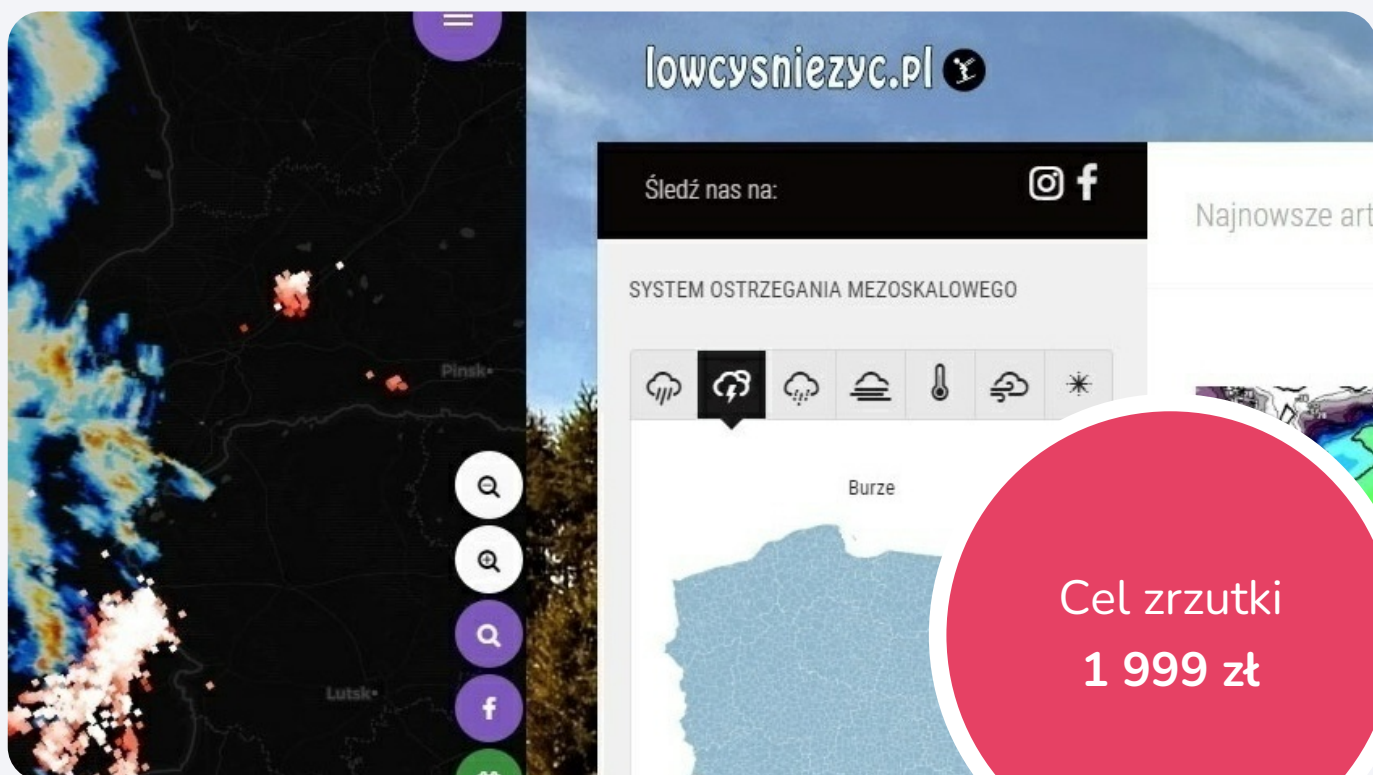 lowcysniezyc.pl
Śledź nas na:
Najnowsze art
SYSTEM OSTRZEGANIA MEZOSKALOWEGO
Pinsk
Burze
Cel zrzutki
1 999 zł
Lutsk